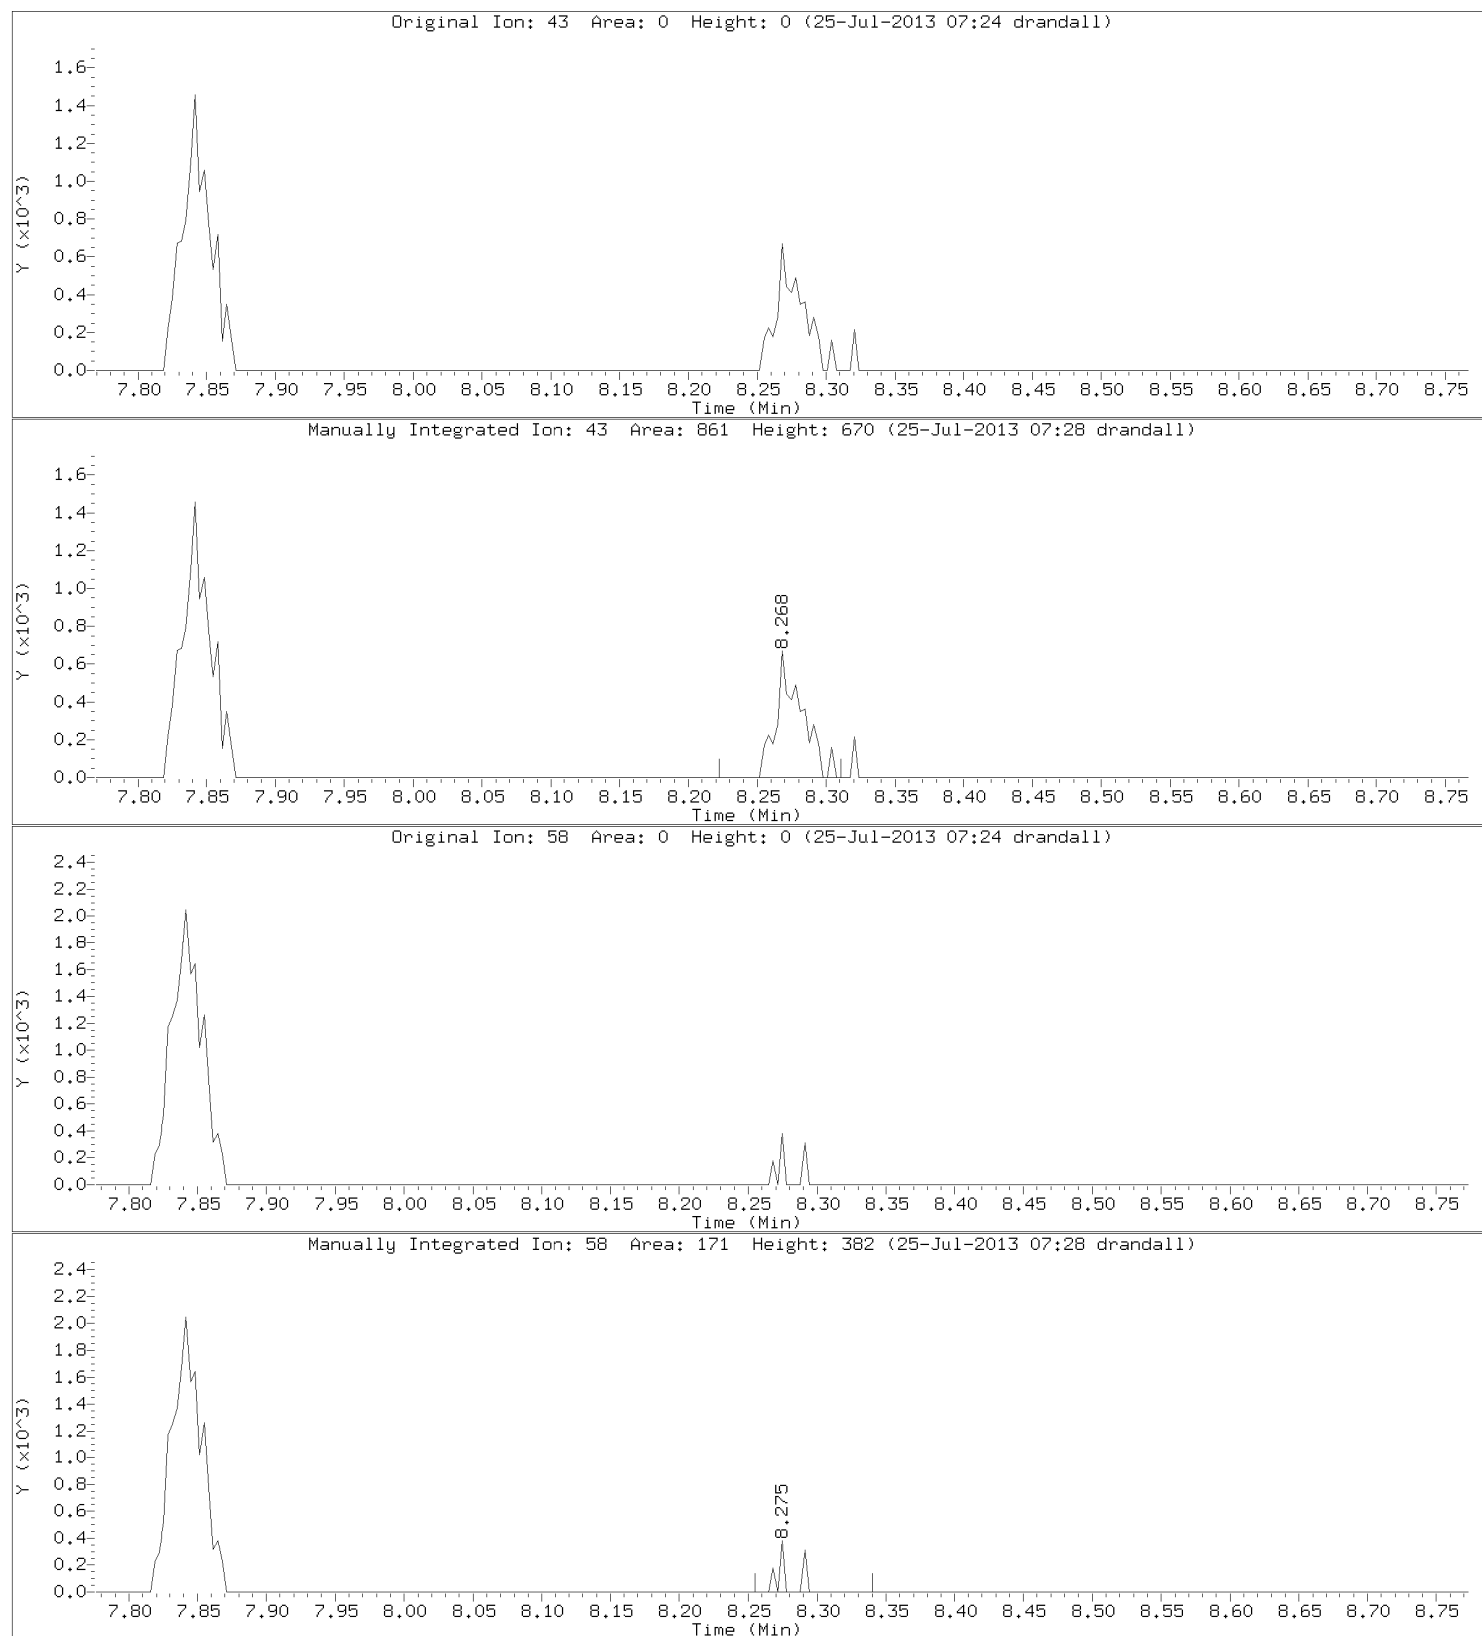 Original Ion: 43  Area: 0  Height: 0 (25-Jul-2013 07:24 drandall)
1.6
1.4
1.2
1.0
0.8
0.6
0.4
0.2
0.0
Y (x10^3)
7.80 7.85 7.90 7.95 8.00 8.05 8.10 8.15 8.20 8.25 8.30 8.35 8.40 8.45 8.50 8.55 8.60 8.65 8.70 8.75
Time (Min)
Manually Integrated Ion: 43  Area: 861  Height: 670 (25-Jul-2013 07:28 drandall)
1.6
1.4
1.2
1.0
0.8
0.6
0.4
0.2
0.0
Y (x10^3)
8.268
7.80 7.85 7.90 7.95 8.00 8.05 8.10 8.15 8.20 8.25 8.30 8.35 8.40 8.45 8.50 8.55 8.60 8.65 8.70 8.75
Time (Min)
Original Ion: 58  Area: 0  Height: 0 (25-Jul-2013 07:24 drandall)
2.4
2.2
2.0
1.8
1.6
1.4
1.2
1.0
0.8
0.6
0.4
0.2
0.0
Y (x10^3)
7.80 7.85 7.90 7.95 8.00 8.05 8.10 8.15 8.20 8.25 8.30 8.35 8.40 8.45 8.50 8.55 8.60 8.65 8.70 8.75
Time (Min)
Manually Integrated Ion: 58  Area: 171  Height: 382 (25-Jul-2013 07:28 drandall)
2.4
2.2
2.0
1.8
1.6
1.4
1.2
1.0
0.8
0.6
0.4
0.2
0.0
Y (x10^3)
8.275
7.80 7.85 7.90 7.95 8.00 8.05 8.10 8.15 8.20 8.25 8.30 8.35 8.40 8.45 8.50 8.55 8.60 8.65 8.70 8.75
Time (Min)